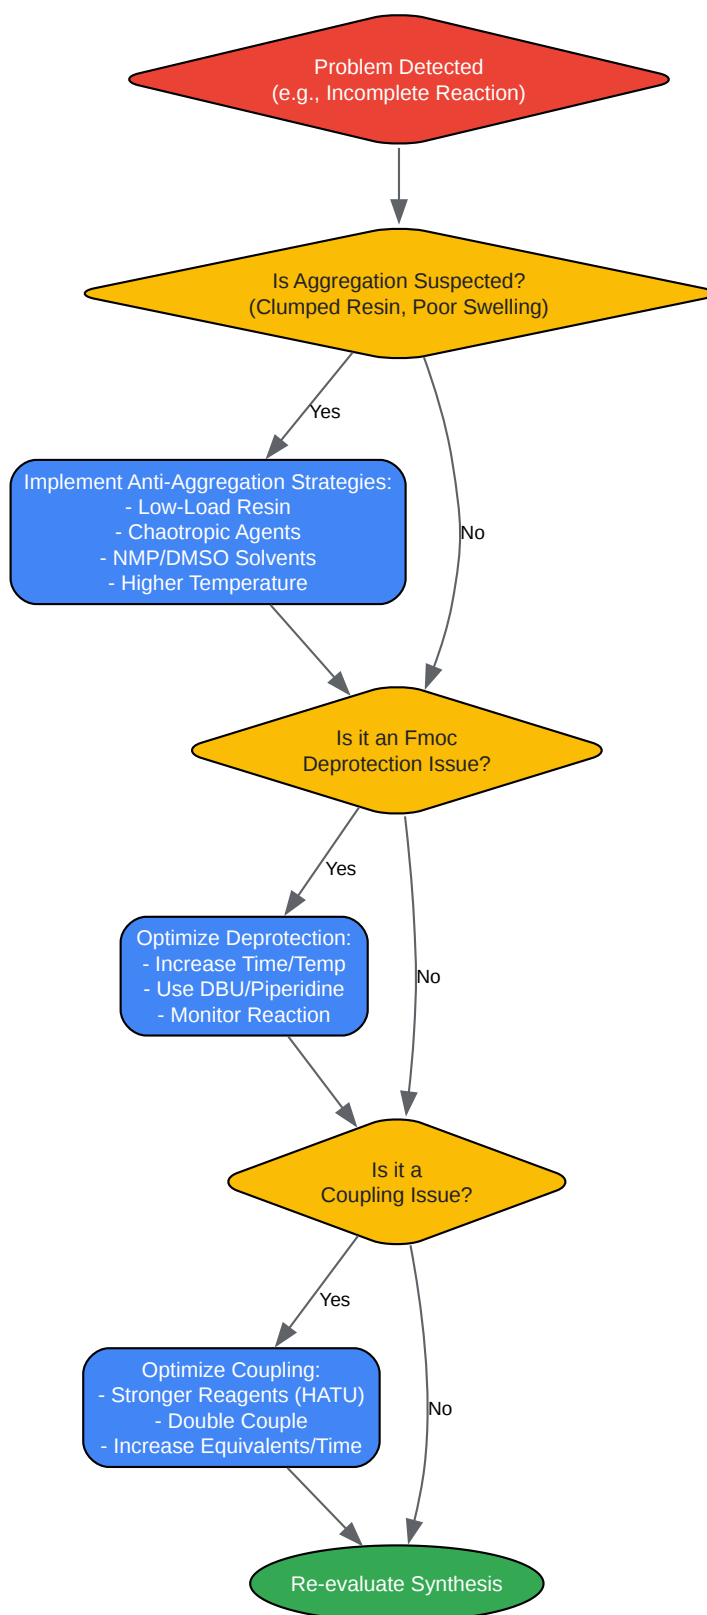 Problem Detected
(e.g., Incomplete Reaction)
Is Aggregation Suspected?
(Clumped Resin, Poor Swelling)
Yes
Implement Anti-Aggregation Strategies:
- Low-Load Resin
- Chaotropic Agents
- NMP/DMSO Solvents
- Higher Temperature
No
Is it an Fmoc
Deprotection Issue?
Yes
Optimize Deprotection:
- Increase Time/Temp
- Use DBU/Piperidine
- Monitor Reaction
No
Is it a
Coupling Issue?
Yes
Optimize Coupling:
- Stronger Reagents (HATU)
- Double Couple
- Increase Equivalents/Time
No
Re-evaluate Synthesis